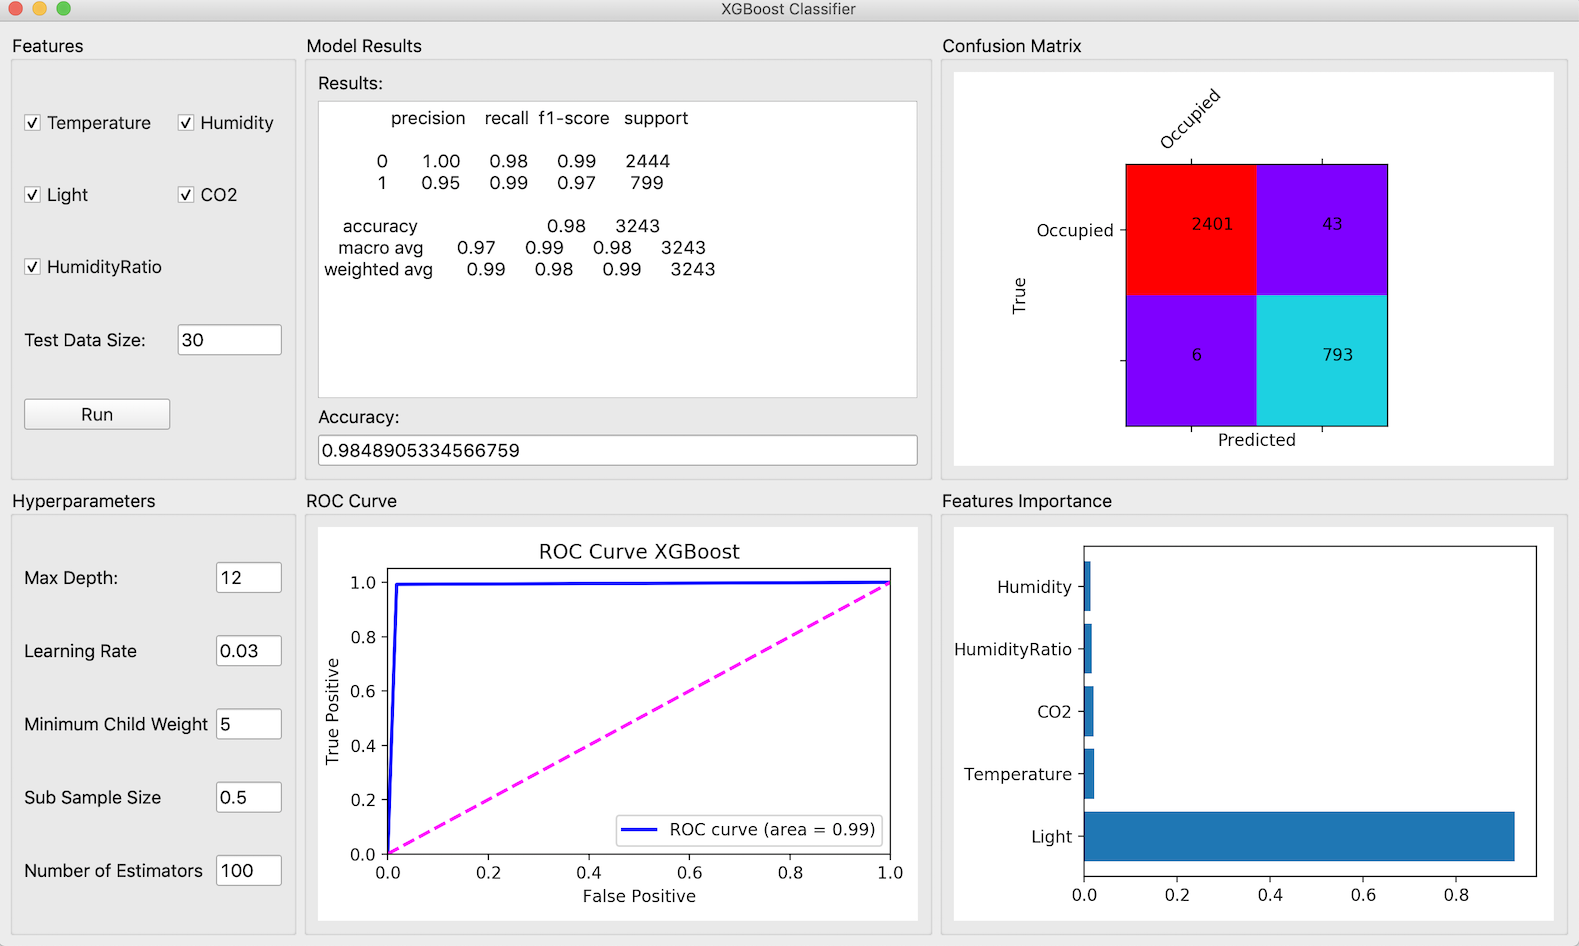 XGBoost Classifier
Features
Temperature
Humidity
Light
CO2
HumidityRatio
Test Data Size: 30
Run
Model Results
Results:
precision recall f1-score support
0 1.00 0.98 0.99 2444
1 0.95 0.99 0.97 799
accuracy 0.98 3243
macro avg 0.97 0.99 0.98 3243
weighted avg 0.99 0.98 0.99 3243
Accuracy:
0.9848905334566759
Confusion Matrix
Occupied
Occupied
2401 43
True
6 793
Predicted
Hyperparameters
Max Depth: 12
Learning Rate 0.03
Minimum Child Weight 5
Sub Sample Size 0.5
Number of Estimators 100
ROC Curve
ROC Curve XGBoost
True Positive
1.0
0.8
0.6
0.4
0.2
0.0
ROC curve (area = 0.99)
0.0 0.2 0.4 0.6 0.8 1.0
False Positive
Features Importance
Humidity
HumidityRatio
CO2
Temperature
Light
0.0 0.2 0.4 0.6 0.8